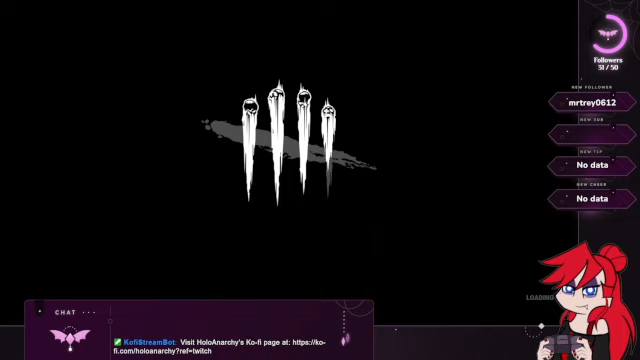 Followers
31 / 50
NEW FOLLOWER
mrtrey0612
NEW SUB
NEW TIP
No data
NEW CHEER
No data
LOADING
CHAT
KofiStreamBot: Visit HoloAnarchy's Ko-fi page at: https://ko-
fi.com/holoanarchy?ref=twitch